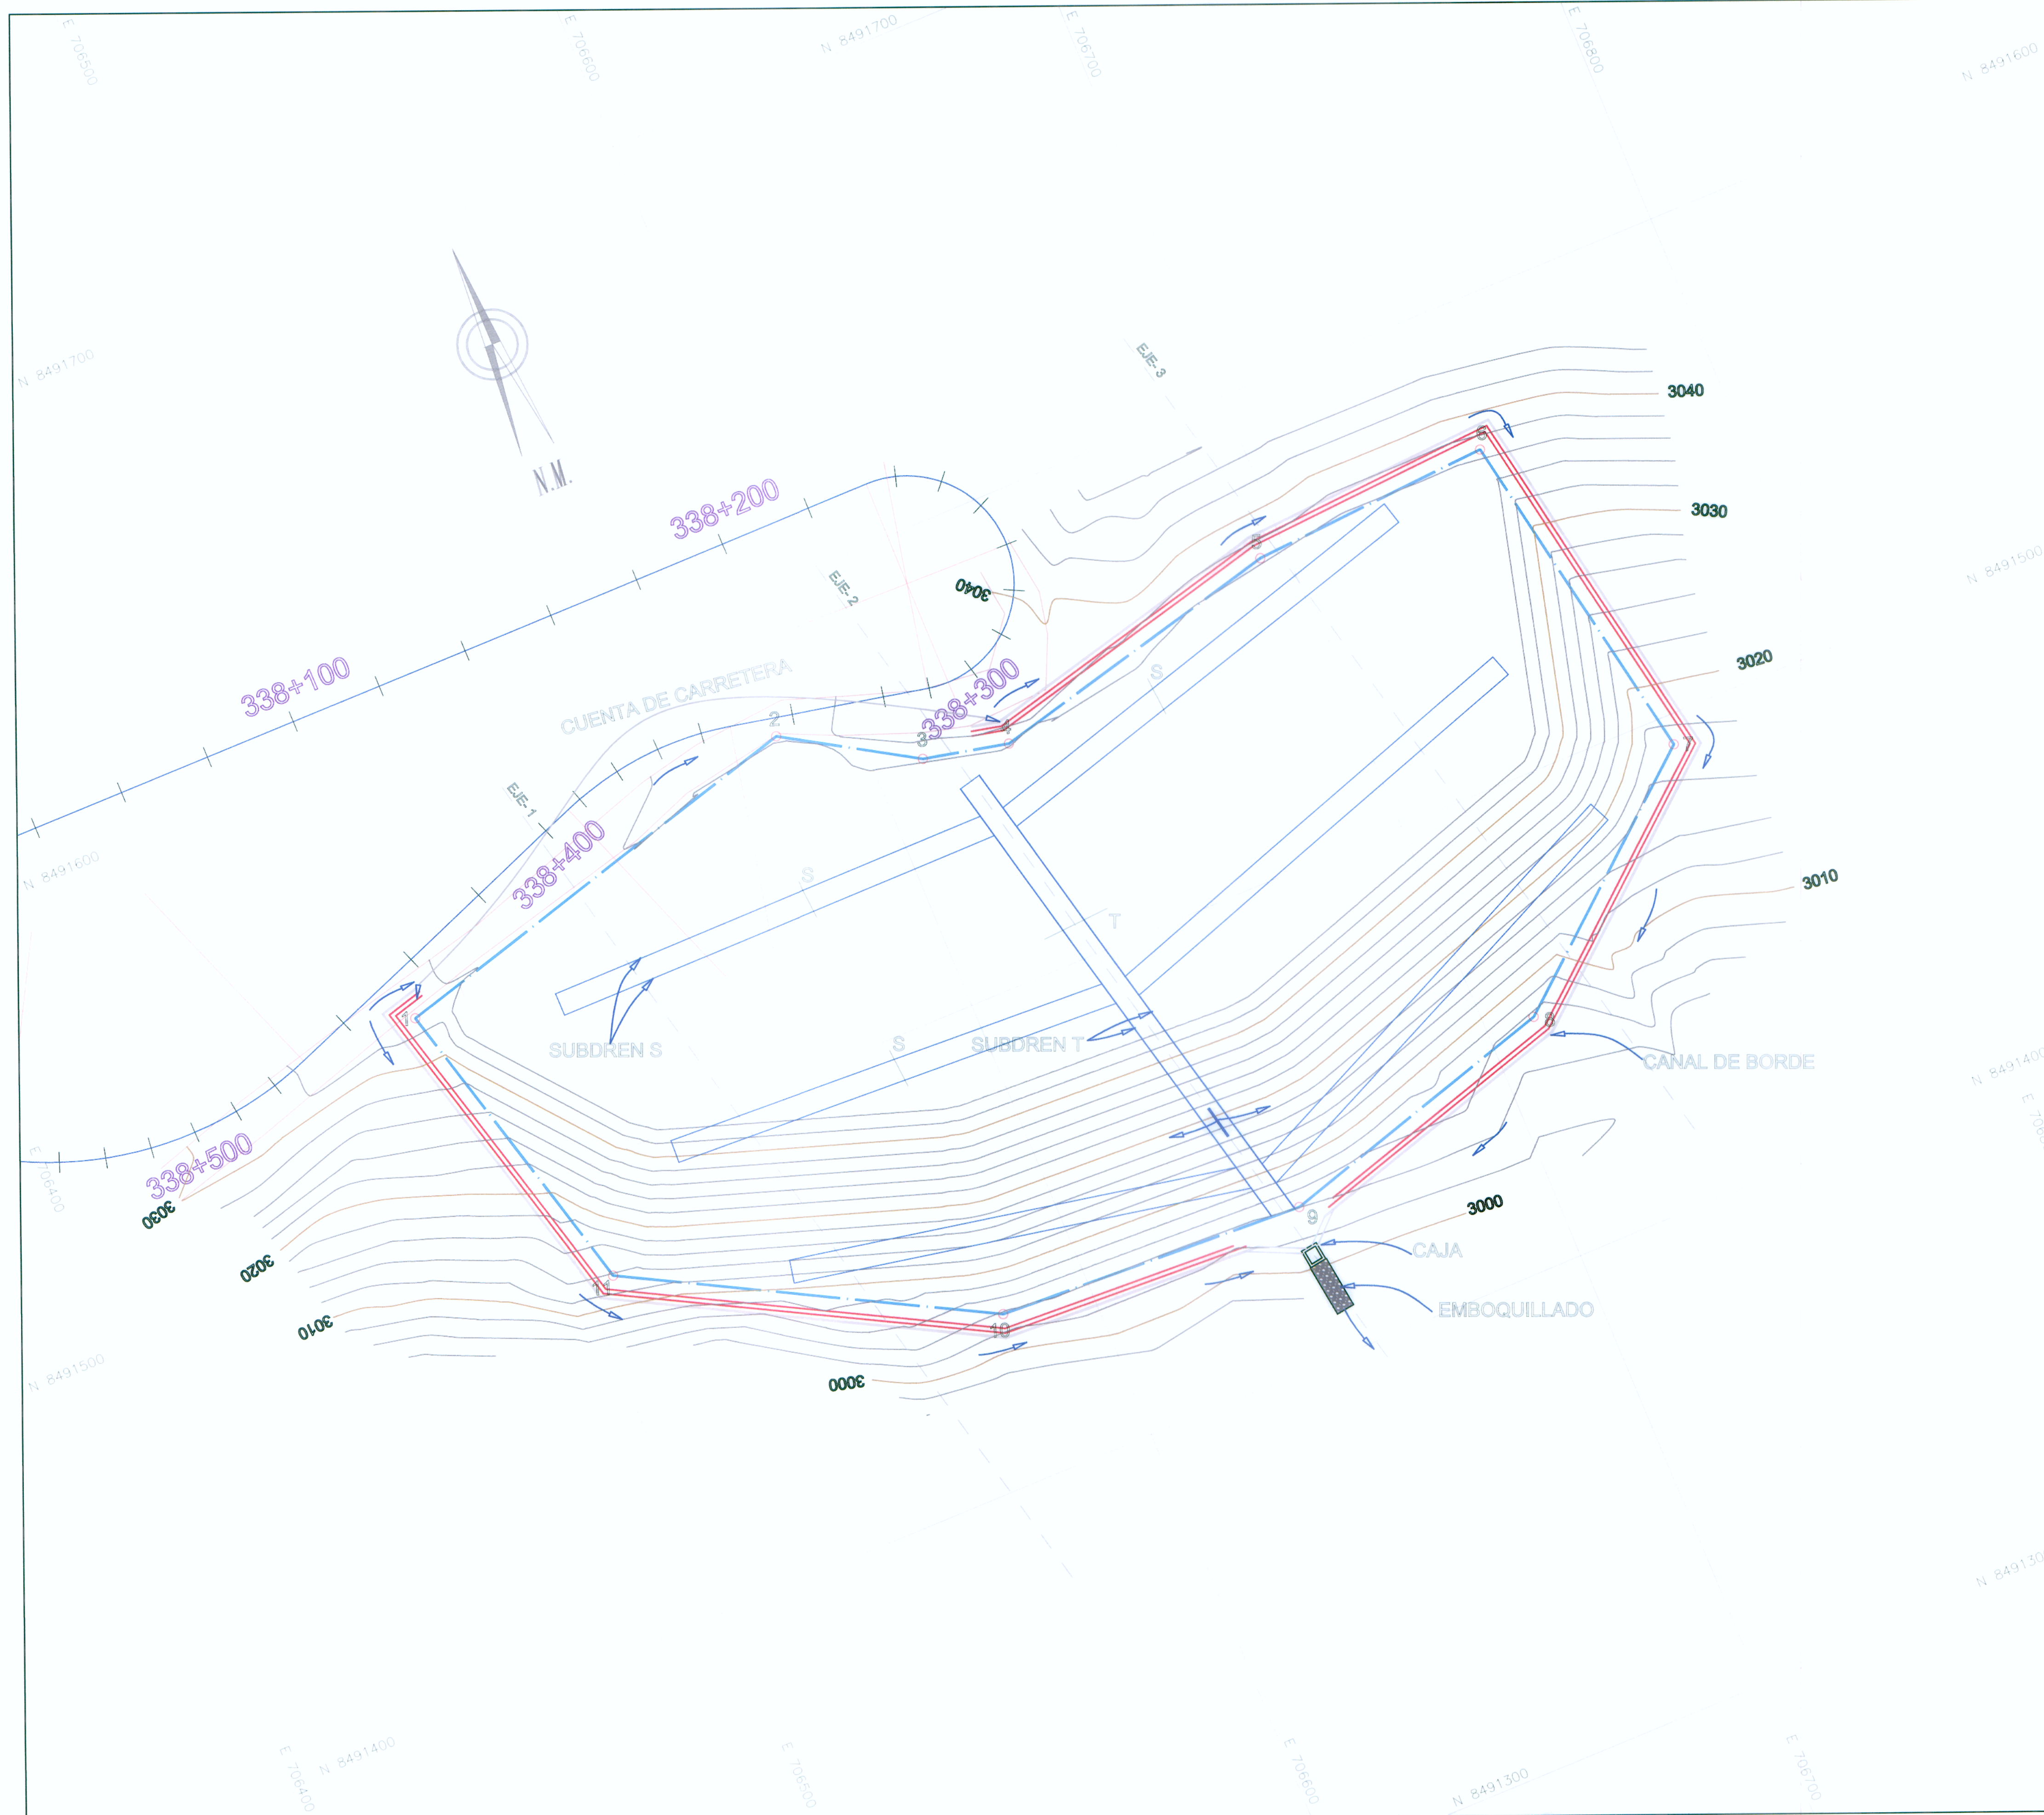 E 706500
E 706600
N 8491700
E 706700
E 706800
N 8491600
N 8491700
N.M.
EJE-3
3040
338+200
3030
338+100
EJE-2
3040
N 8491500
6
5
CUENTA DE CARRETERA
338+300
S
3020
2
3
4
7
EJE-1
338+400
N 8491600
S
3010
T
1
SUBDREN S
S
SUBDREN T
8
CANAL DE BORDE
N 8491400
E 706400
338+500
3030
9
3000
3020
CAJA
11
3010
10
EMBOQUILLADO
N 8491500
3000
E 706400
N 8491400
E 706500
E 706600
N 8491300
E 706700